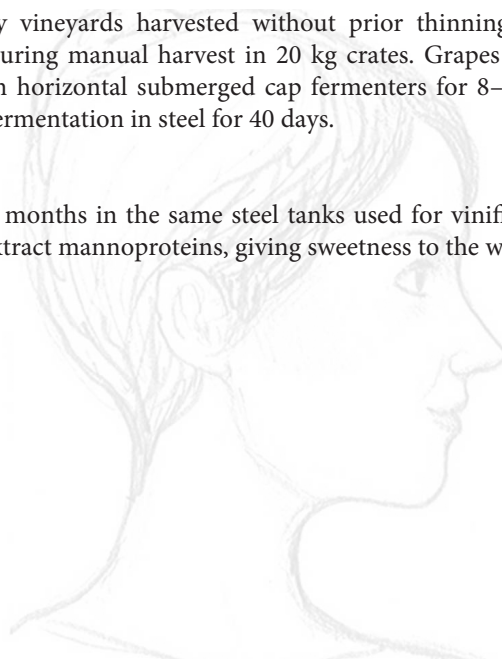 vineyards harvested without prior thinning
uring manual harvest in 20 kg crates. Grapes
horizontal submerged cap fermenters for 8–
ermentation in steel for 40 days.
months in the same steel tanks used for vinifi
xtract mannoproteins, giving sweetness to the w